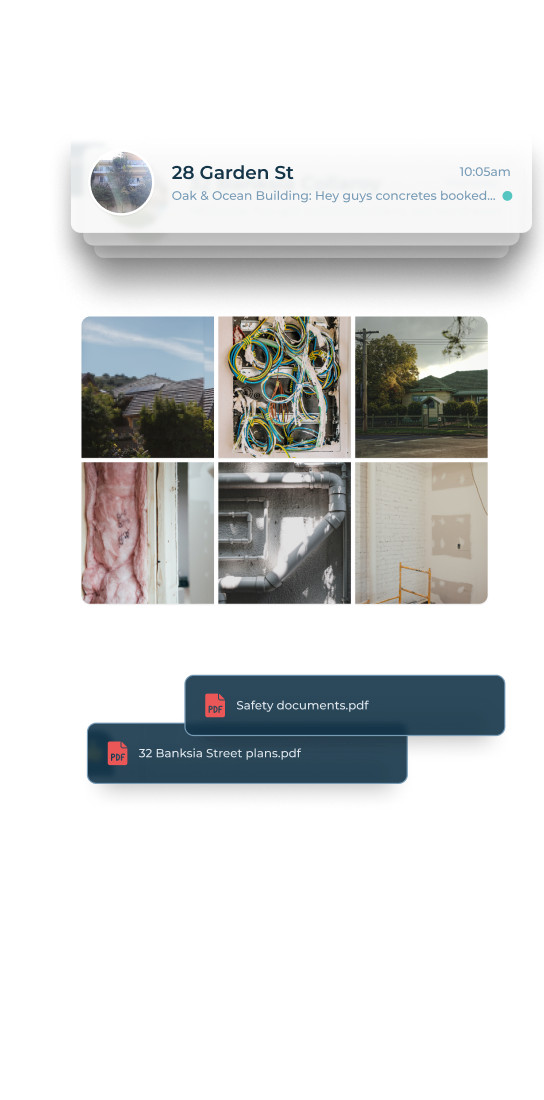 28 Garden St
10:05am
Oak & Ocean Building: Hey guys concretes booked...
PDF
Safety documents.pdf
PDF
32 Banksia Street plans.pdf